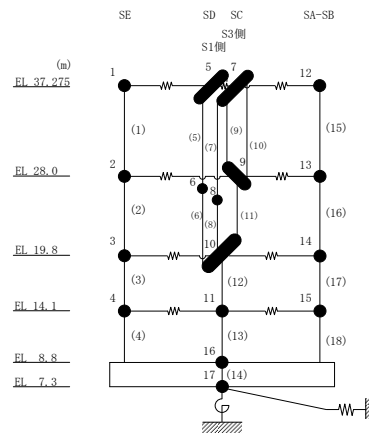 SE SD SC SA-SB
S3側
S1側
(m)
1 5 7 12
EL 37.275
(1) (5) (7) (9) (10) (15)
EL 28.0
2 9 13
6 8
(2) (6) (8) (11) (16)
EL 19.8
3 10 14
(3) (12) (17)
4 11 15
EL 14.1
(4) (13) (18)
16
EL 8.8
17 (14)
EL 7.3